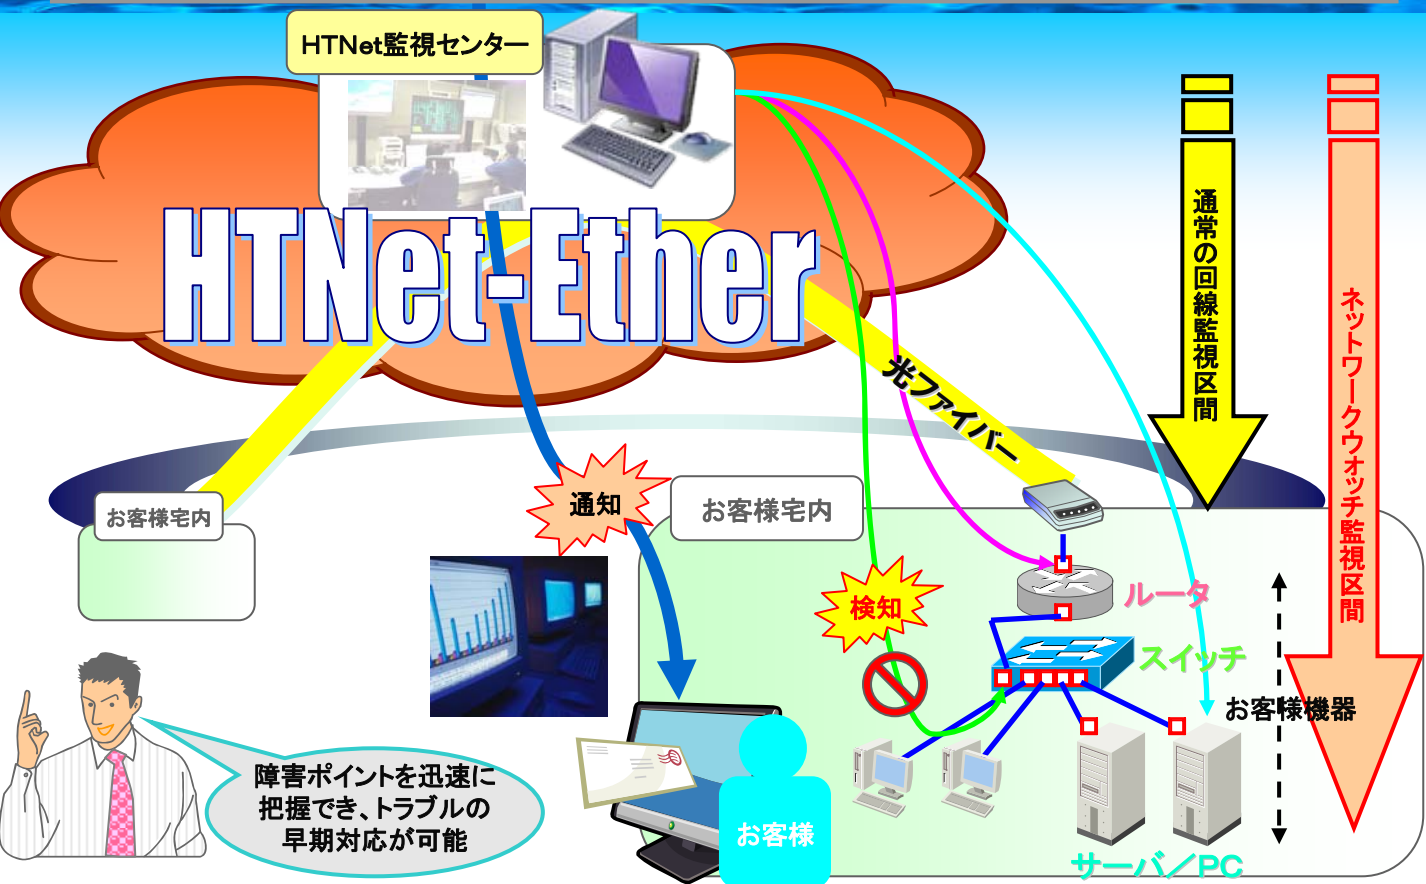 HTNet監視センター
HTNet-Ether
通常の回線監視区間
ネットワークウオッチ監視区間
光ファイバー
お客様宅内
通知
お客様宅内
検知
ルータ
スイッチ
お客様機器
障害ポイントを迅速に
把握でき、トラブルの
早期対応が可能
お客様
サーバ／PC